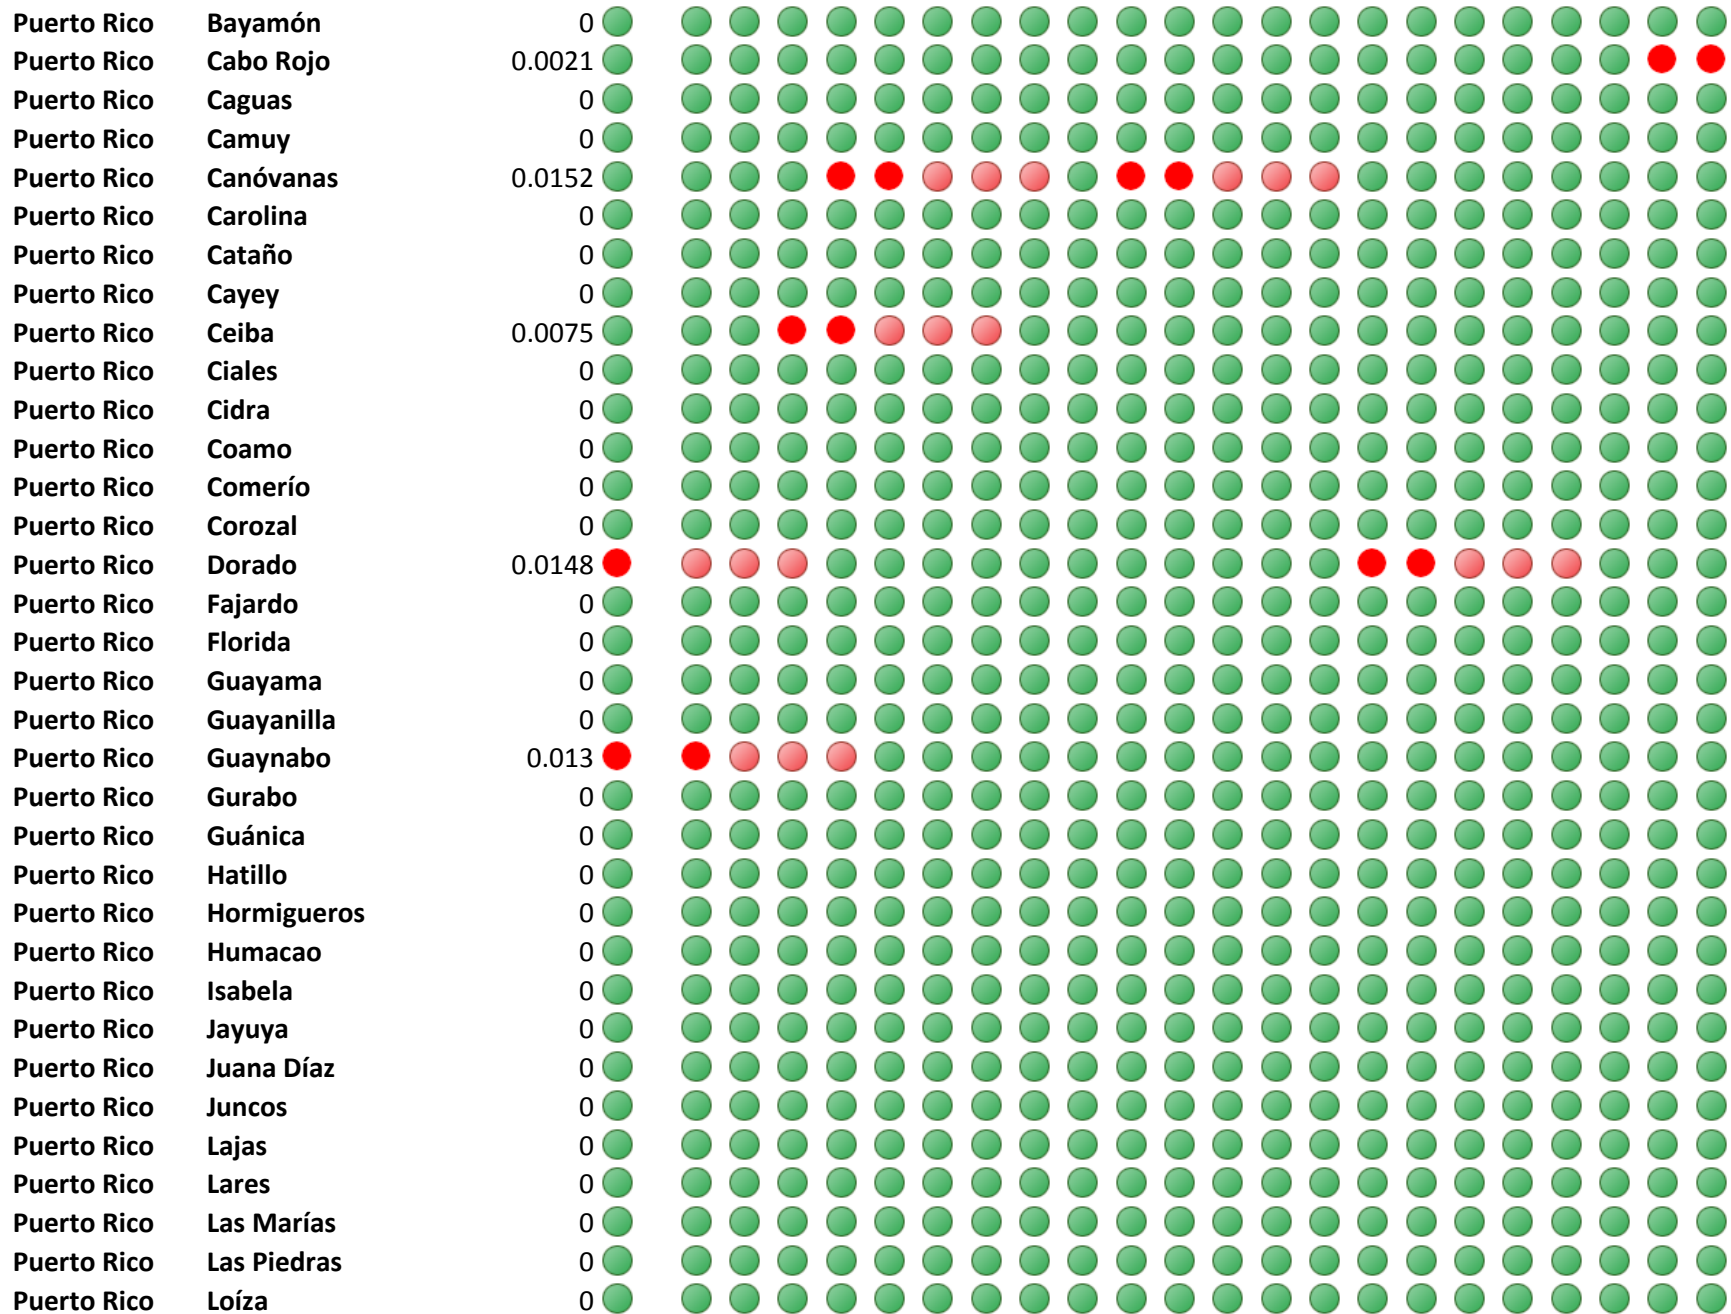 Puerto Rico Bayamón 0
Puerto Rico Cabo Rojo 0.0021
Puerto Rico Caguas 0
Puerto Rico Camuy 0
Puerto Rico Canóvanas 0.0152
Puerto Rico Carolina 0
Puerto Rico Cataño 0
Puerto Rico Cayey 0
Puerto Rico Ceiba 0.0075
Puerto Rico Ciales 0
Puerto Rico Cidra 0
Puerto Rico Coamo 0
Puerto Rico Comerío 0
Puerto Rico Corozal 0
Puerto Rico Dorado 0.0148
Puerto Rico Fajardo 0
Puerto Rico Florida 0
Puerto Rico Guayama 0
Puerto Rico Guayanilla 0
Puerto Rico Guaynabo 0.013
Puerto Rico Gurabo 0
Puerto Rico Guánica 0
Puerto Rico Hatillo 0
Puerto Rico Hormigueros 0
Puerto Rico Humacao 0
Puerto Rico Isabela 0
Puerto Rico Jayuya 0
Puerto Rico Juana Díaz 0
Puerto Rico Juncos 0
Puerto Rico Lajas 0
Puerto Rico Lares 0
Puerto Rico Las Marías 0
Puerto Rico Las Piedras 0
Puerto Rico Loíza 0